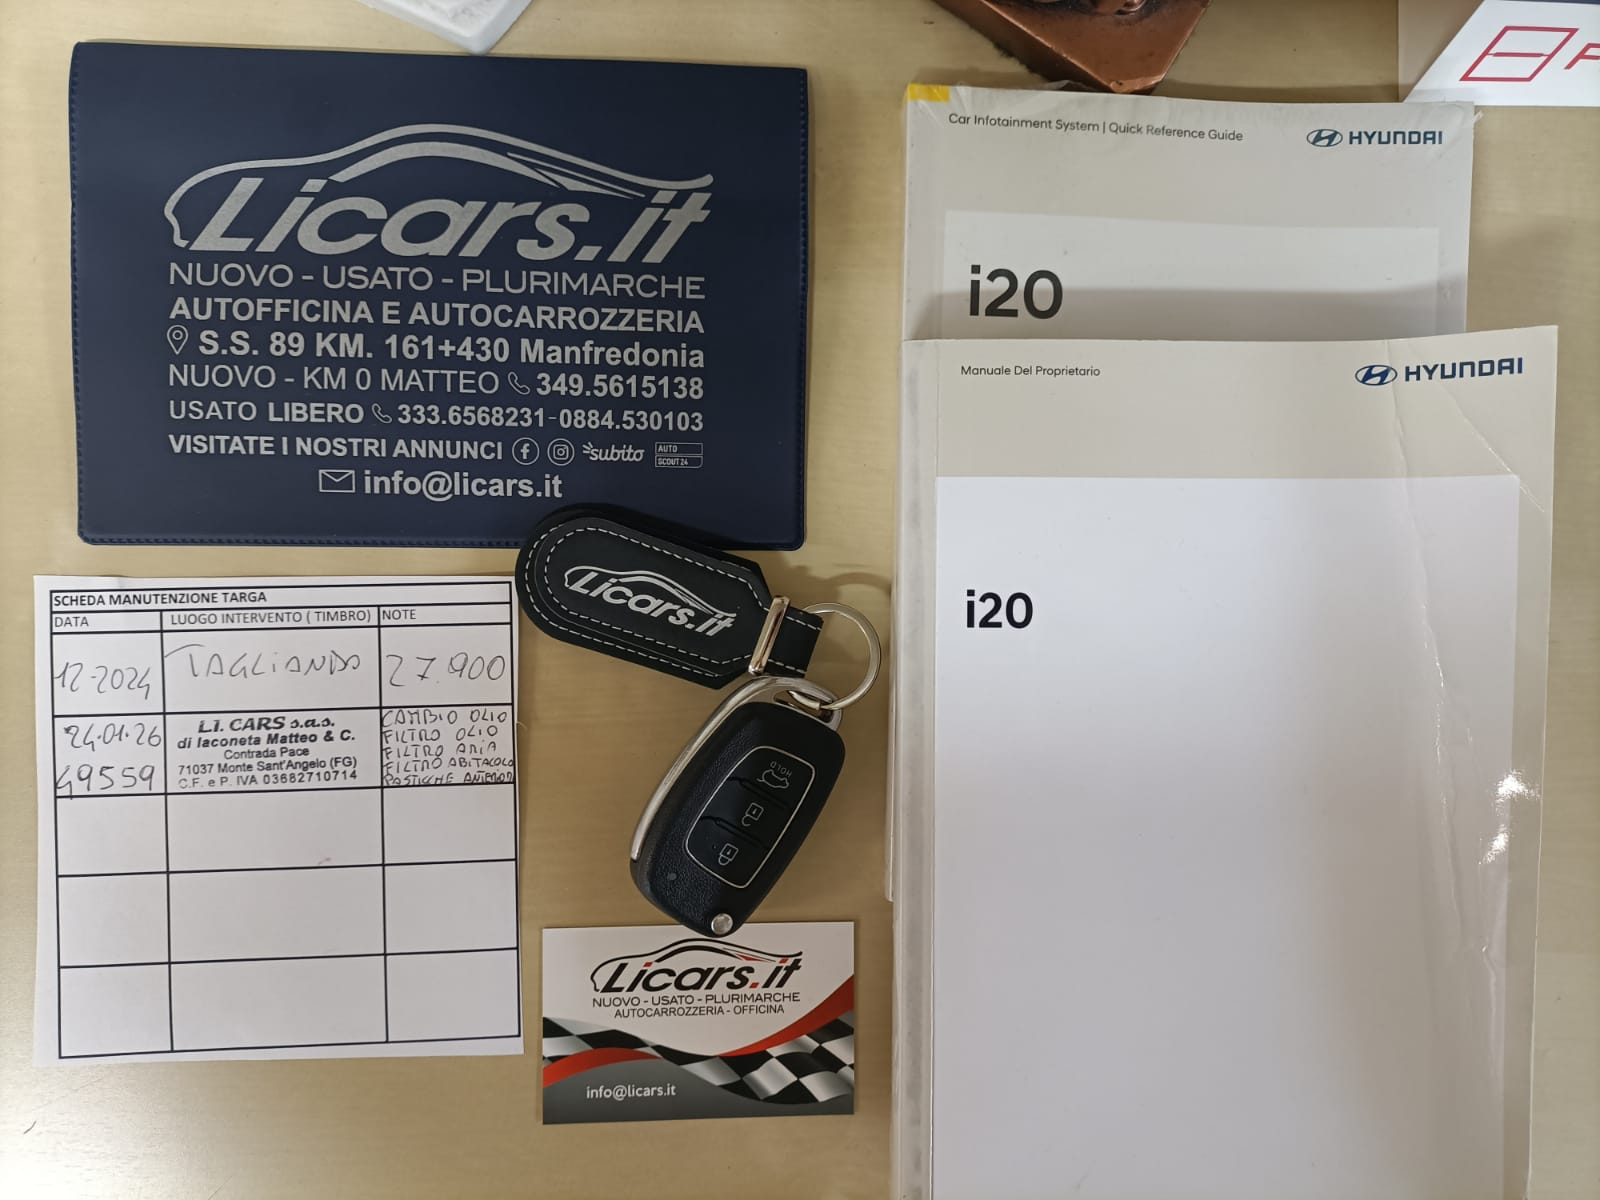 Licars.it
NUOVO - USATO - PLURIMARCHE
AUTOFFICINA E AUTOCARROZZERIA
S.S. 89 KM. 161+430 Manfredonia
NUOVO - KM 0 MATTEO 349.5615138
USATO LIBERO 333.6568231-0884.530103
VISITATE I NOSTRI ANNUNCI subito AUTO SCOUT24
info@licars.it
Car Infotainment System | Quick Reference Guide
HYUNDAI
i20
Manuale Del Proprietario
HYUNDAI
i20
Licars.it
HOLD
SCHEDA MANUTENZIONE TARGA
DATA LUOGO INTERVENTO ( TIMBRO) NOTE
12-2024 TAGLIANDO 27.900
24.01.26
49559
LI. CARS s.a.s.
di Iaconeta Matteo & C.
Contrada Pace
71037 Monte Sant'Angelo (FG)
C.F. e P. IVA 03682710714
CAMBIO OLIO
FILTRO OLIO
FILTRO ARIA
FILTRO ABITACOLO
Licars.it
NUOVO - USATO - PLURIMARCHE
AUTOCARROZZERIA - OFFICINA
info@licars.it